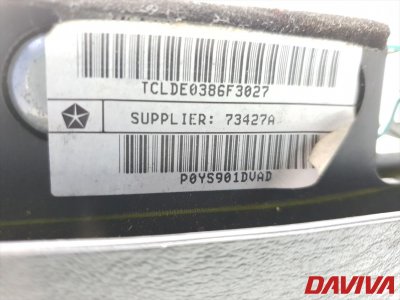 TCLDE0386F3027
SUPPLIER: 73427A
P0YS901DVAD
DAVIVA